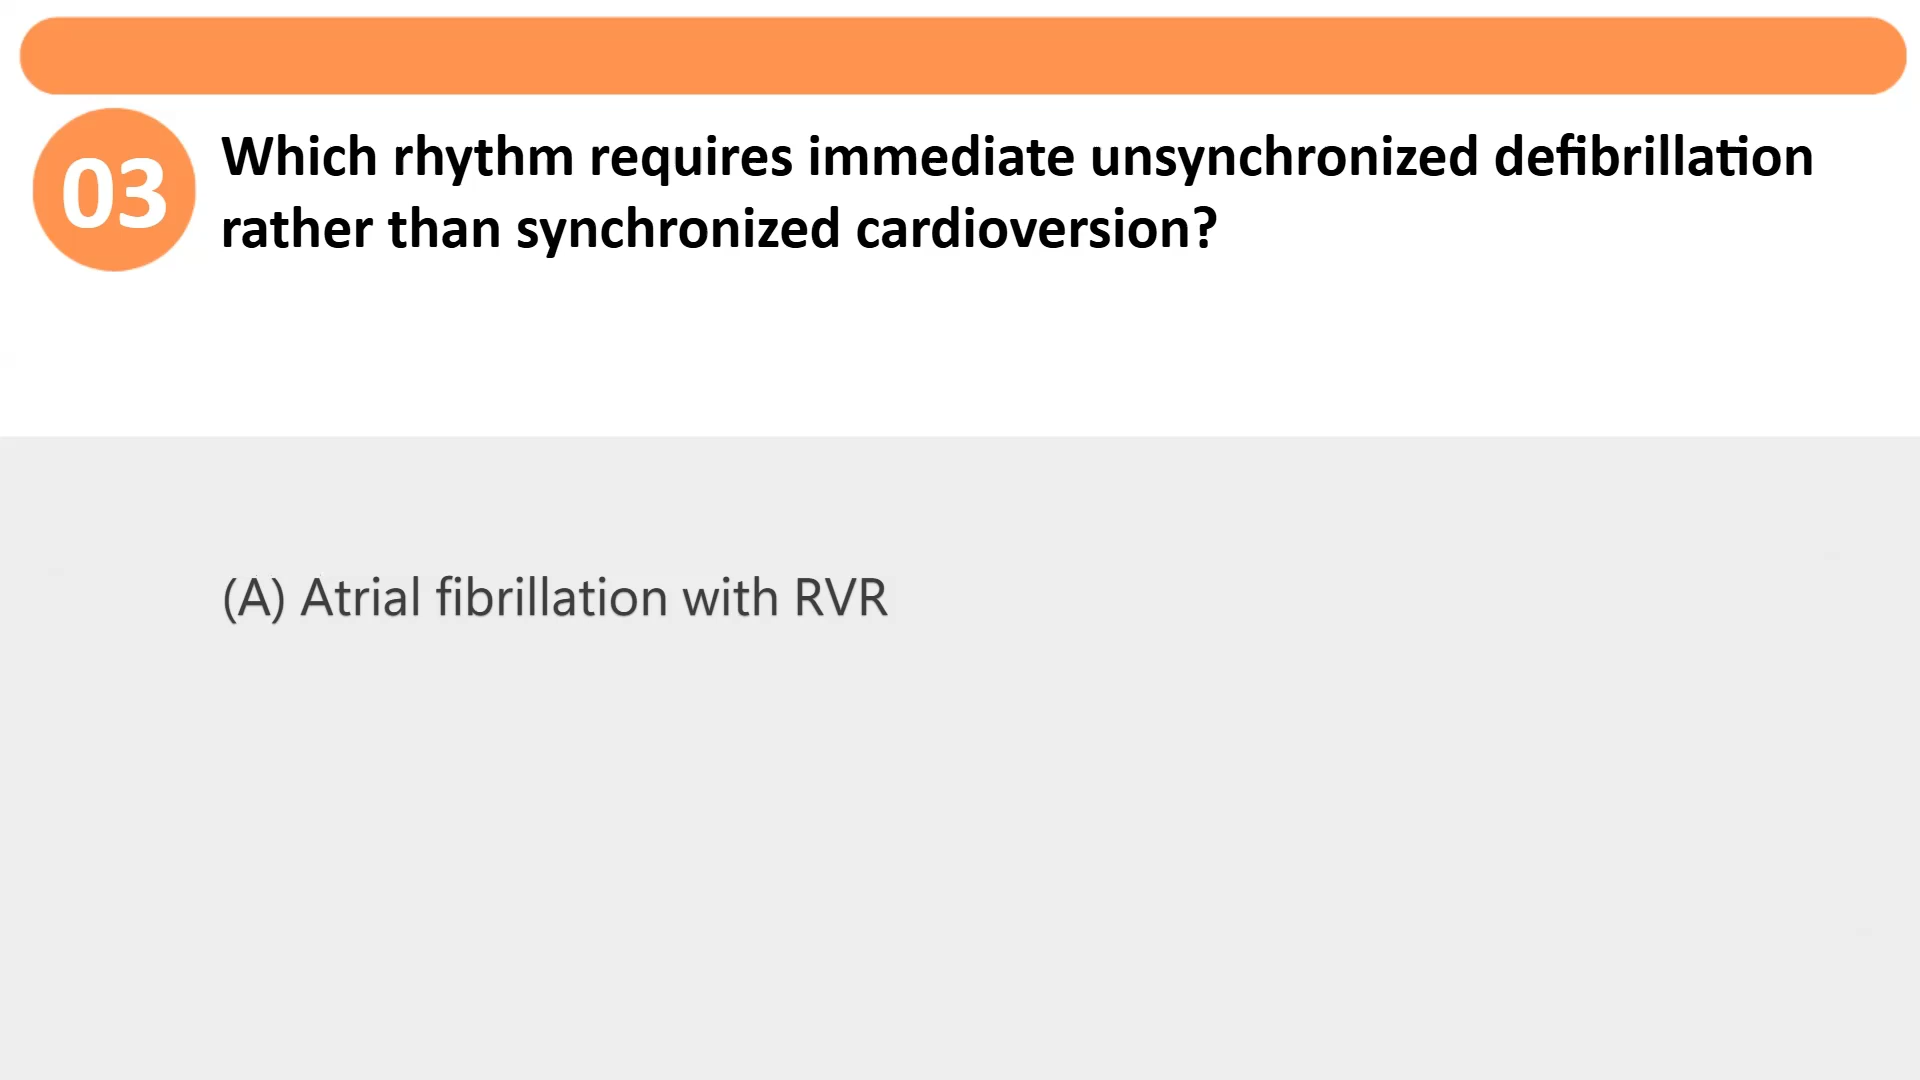 03
Which rhythm requires immediate unsynchronized defibrillation
rather than synchronized cardioversion?
(A) Atrial fibrillation with RVR